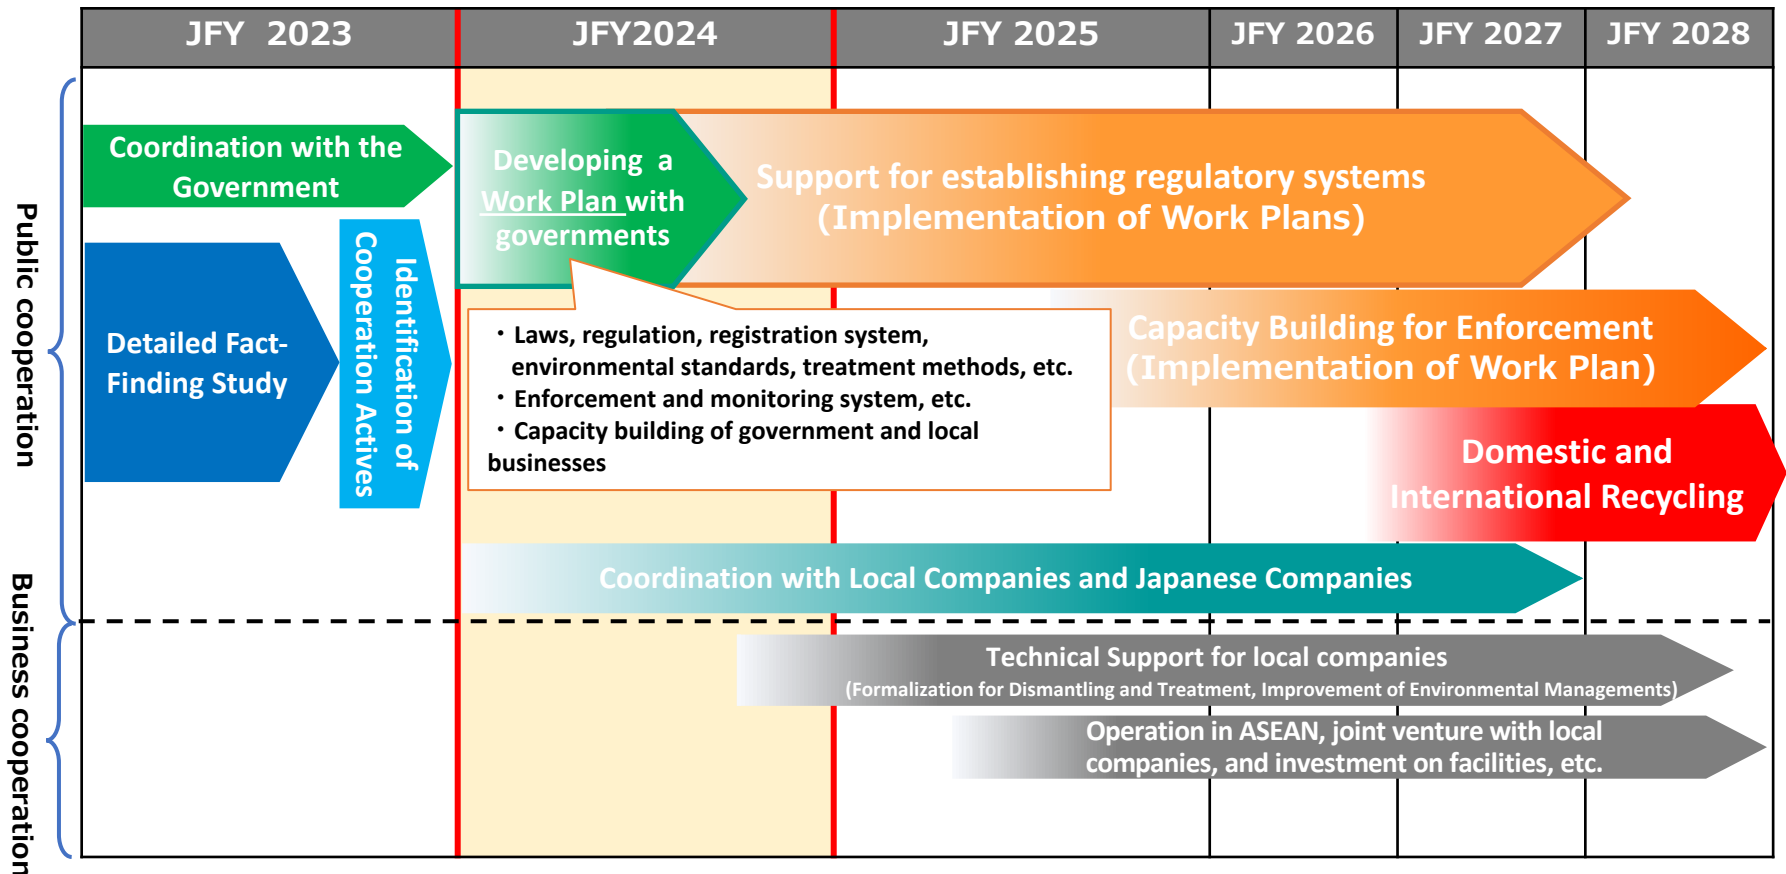 JFY 2023
JFY2024
JFY 2025
JFY 2026
JFY 2027
JFY 2028
Public cooperation
Coordination with the
Government
Detailed Fact-
Finding Study
Identification of
Cooperation Actives
Developing a
Work Plan with
governments
Support for establishing regulatory systems
(Implementation of Work Plans)
・Laws, regulation, registration system,
environmental standards, treatment methods, etc.
・Enforcement and monitoring system, etc.
・Capacity building of government and local
businesses
Capacity Building for Enforcement
(Implementation of Work Plan)
Domestic and
International Recycling
Coordination with Local Companies and Japanese Companies
Business cooperation
Technical Support for local companies
(Formalization for Dismantling and Treatment, Improvement of Environmental Managements)
Operation in ASEAN, joint venture with local
companies, and investment on facilities, etc.